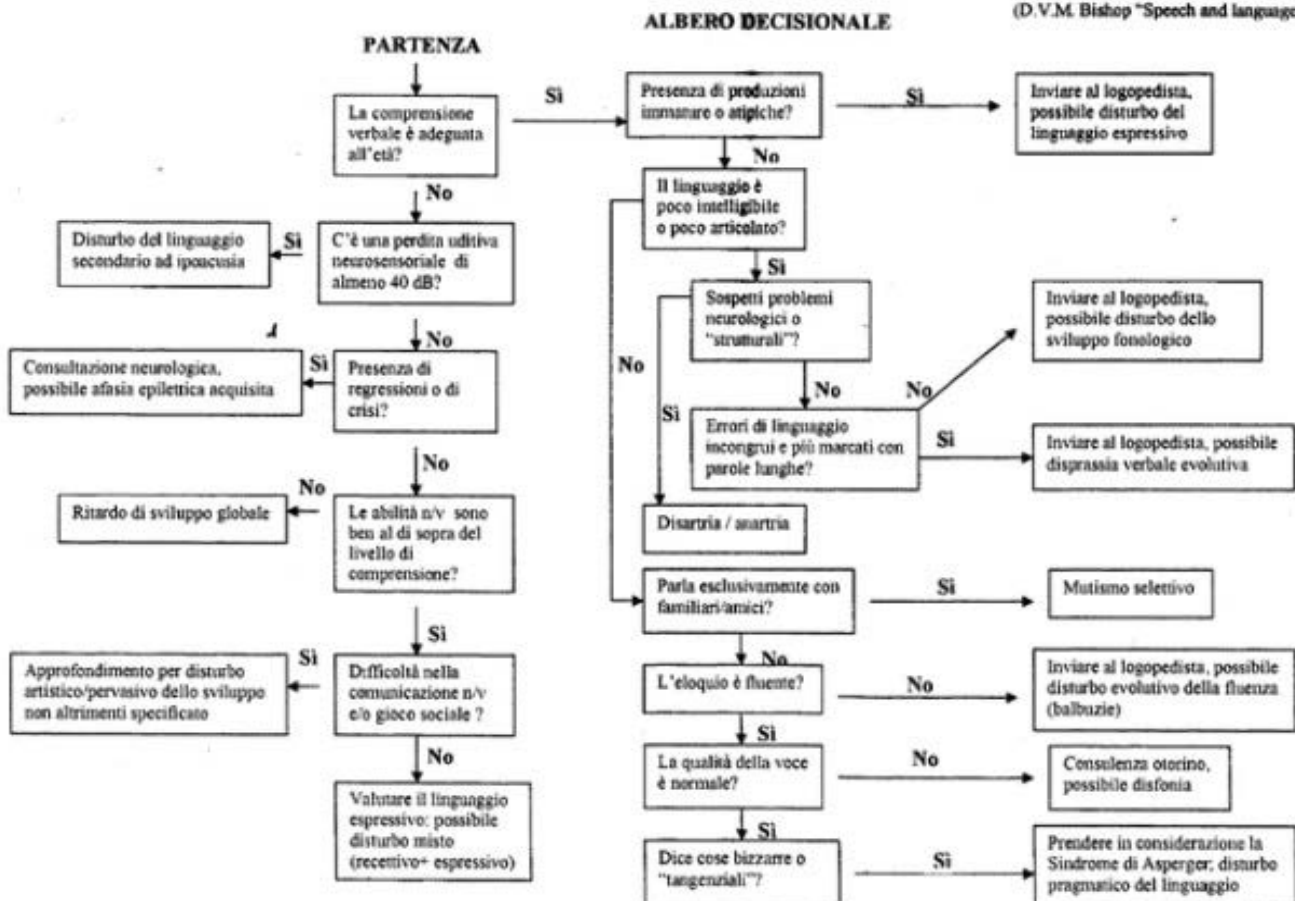 ALBERO DECISIONALE
(D.V.M. Bishop "Speech and language
PARTENZA
La comprensione
verbale è adeguata
all'età?
Sì
Presenza di produzioni
immature o atipiche?
Sì
Inviare al logopedista,
possibile disturbo del
linguaggio espressivo
No
No
Il linguaggio è
poco intelligibile
o poco articolato?
Disturbo del linguaggio
secondario ad ipoacusia
Sì
C'è una perdita uditiva
neurosensoriale di
almeno 40 dB?
Sì
Sospetti problemi
neurologici o
"strutturali"?
Inviare al logopedista,
possibile disturbo dello
sviluppo fonologico
No
Consultazione neurologica,
possibile afasia epilettica acquisita
Sì
Presenza di
regressioni o di
crisi?
No
Sì
No
No
Errori di linguaggio
incongrui e più marcati con
parole lunghe?
Sì
Inviare al logopedista, possibile
disprassia verbale evolutiva
No
Ritardo di sviluppo globale
No
Le abilità n/v sono
ben al di sopra del
livello di
comprensione?
Disartria / anartria
Parla esclusivamente con
familiari/amici?
Sì
Mutismo selettivo
Sì
Approfondimento per disturbo
artistico/pervasivo dello sviluppo
non altrimenti specificato
Sì
Difficoltà nella
comunicazione n/v
e/o gioco sociale ?
No
L'eloquio è fluente?
No
Inviare al logopedista, possibile
disturbo evolutivo della fluenza
(balbuzie)
No
Sì
La qualità della voce
è normale?
No
Consulenza otorino,
possibile disfonia
Valutare il linguaggio
espressivo: possibile
disturbo misto
(recettivo+ espressivo)
Sì
Dice cose bizzarre o
"tangenziali"?
Sì
Prendere in considerazione la
Sindrome di Asperger; disturbo
pragmatico del linguaggio